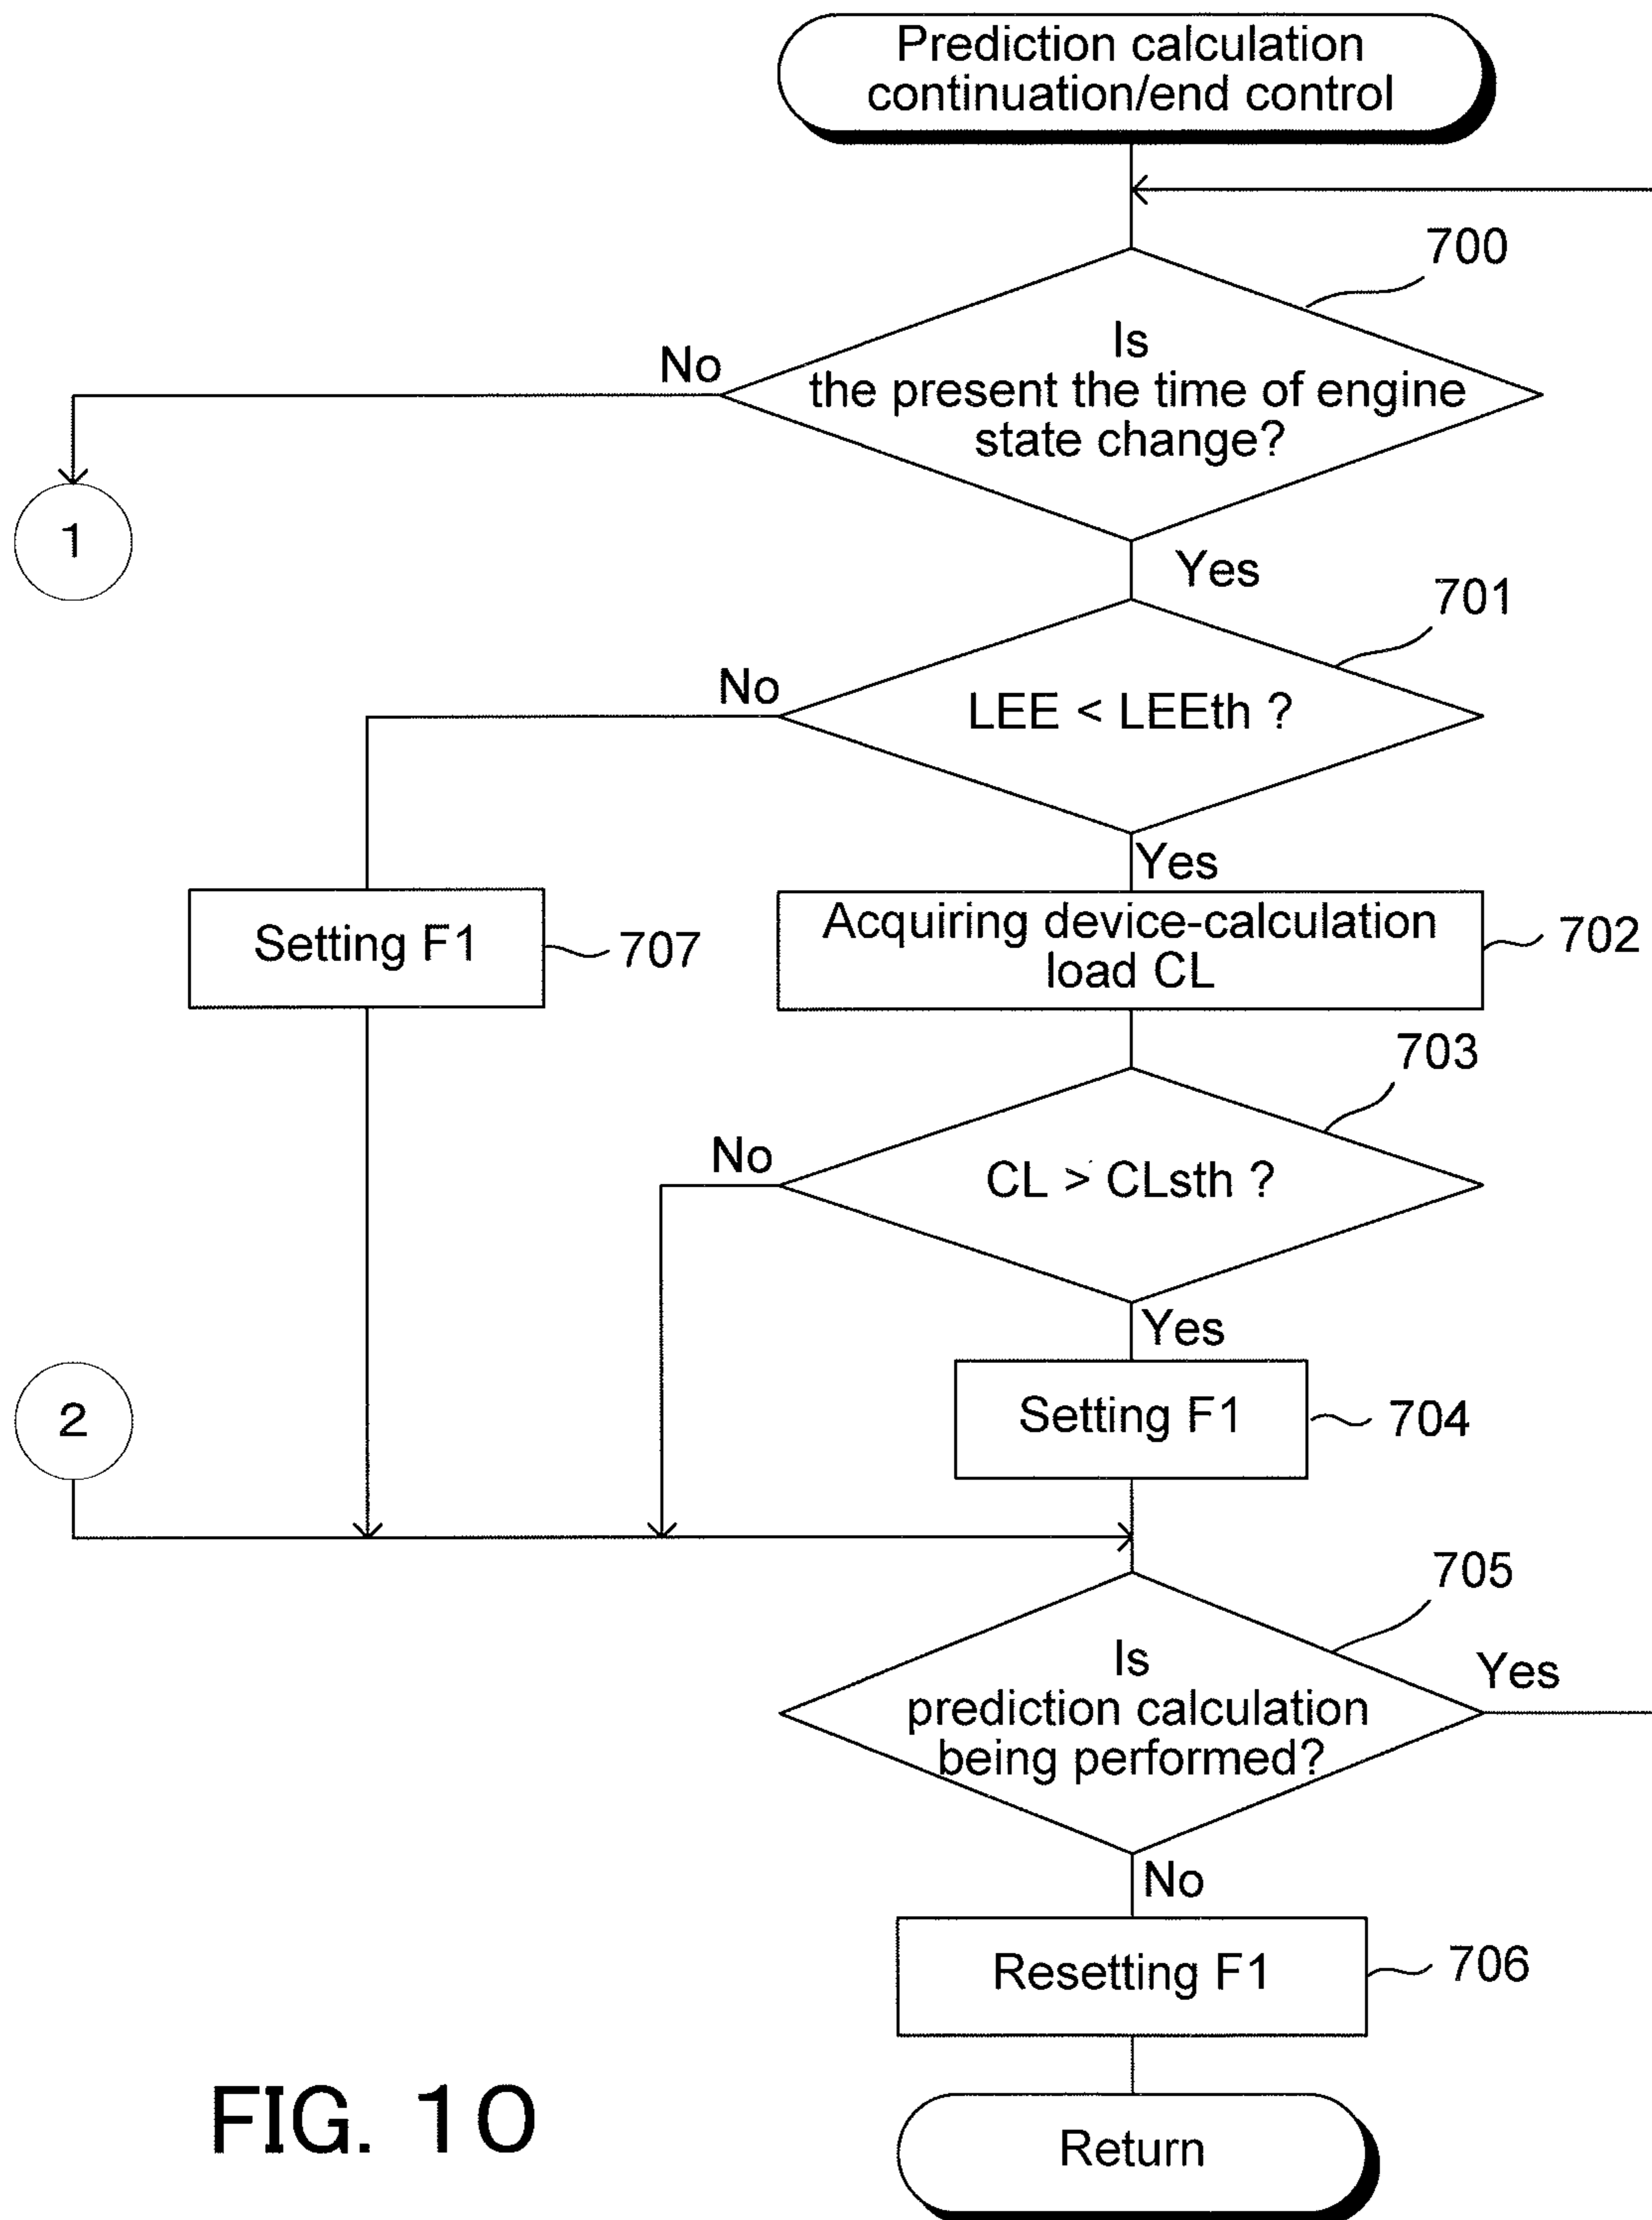 Prediction calculation
continuation/end control
700
Is
the present the time of engine
state change?
No
1
Yes
701
LEE < LEEth ?
No
Yes
Setting F1
707
Acquiring device-calculation
load CL
702
703
CL > CLsth ?
No
Yes
Setting F1
704
2
705
Is
prediction calculation
being performed?
Yes
No
Resetting F1
706
Return
FIG. 10